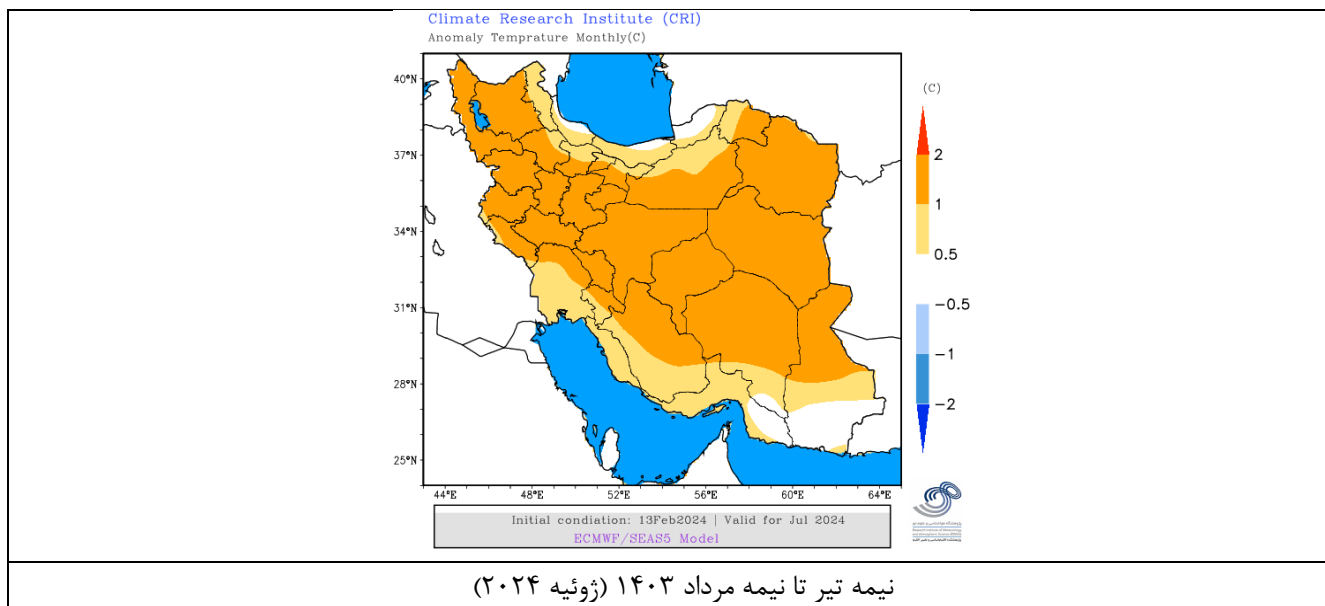 Climate Research Institute (CRI)
Anomaly Temprature Monthly(C)
40°N
37°N
34°N
31°N
28°N
25°N
44°E 48°E 52°E 56°E 60°E 64°E
(C)
2
1
0.5
−0.5
−1
−2
Initial condiation: 13Feb2024 | Valid for Jul 2024
ECMWF/SEAS5 Model
نیمه تیر تا نیمه مرداد ۱۴۰۳ (ژوئیه ۲۰۲۴)